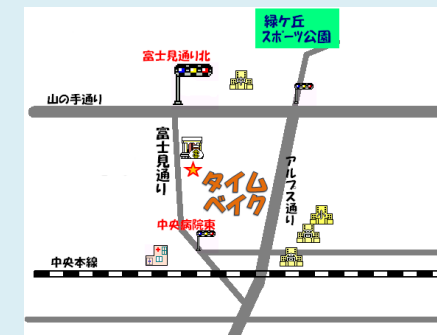 緑ケ丘
スポーツ公園
富士見通り北
山の手通り
富士見通り
タイム
ベイク
アルプス通り
中央病院東
中央本線